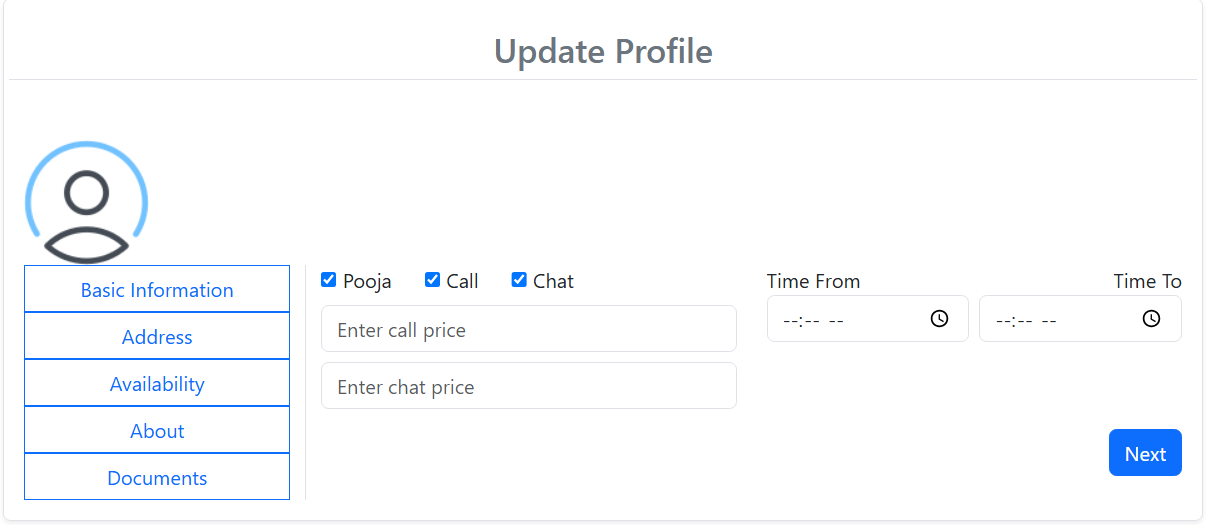 Update Profile
Basic Information
Address
Availability
About
Documents
Pooja Call Chat
Enter call price
Enter chat price
Time From Time To
--:-- -- --:-- --
Next